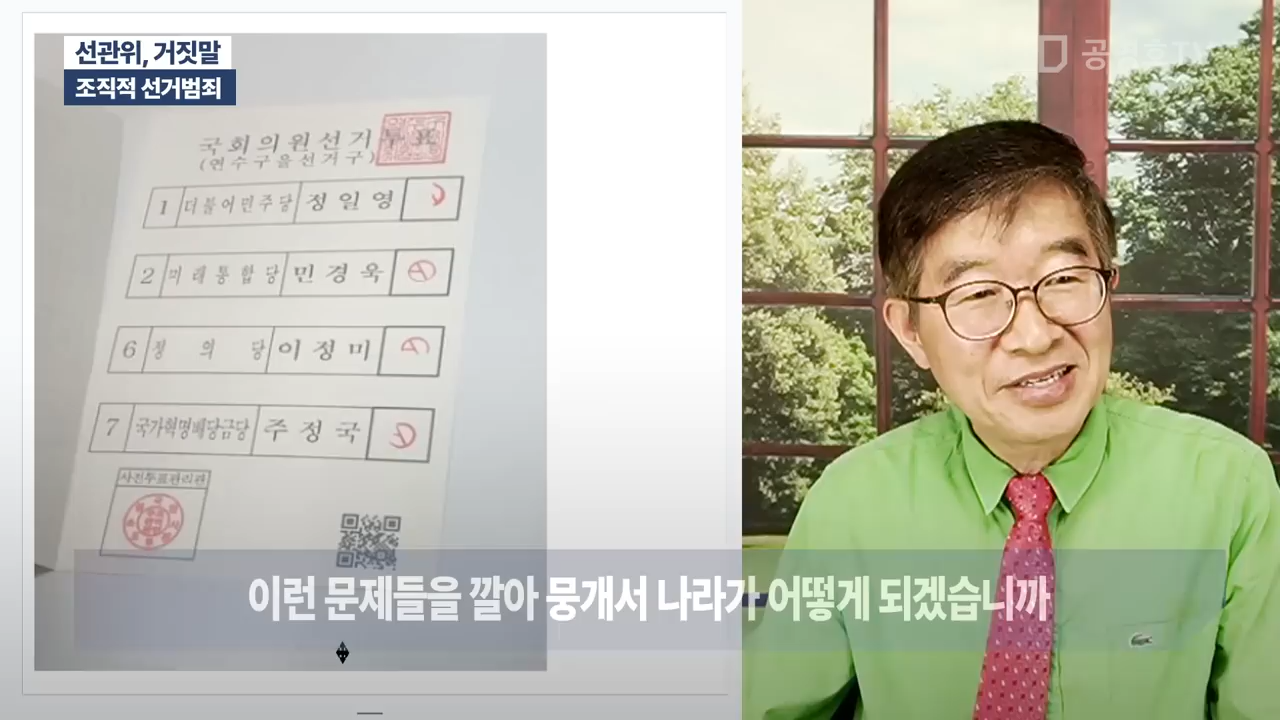 선관위, 거짓말
조직적 선거범죄
공병호TV
국회의원선거 투표
(연수구을선거구)
1 더불어민주당 정일영
2 미래통합당 민경욱
6 정의당 이정미
7 국가혁명배당금당 주정국
사전투표관리관
이런 문제들을 깔아 뭉개서 나라가 어떻게 되겠습니까